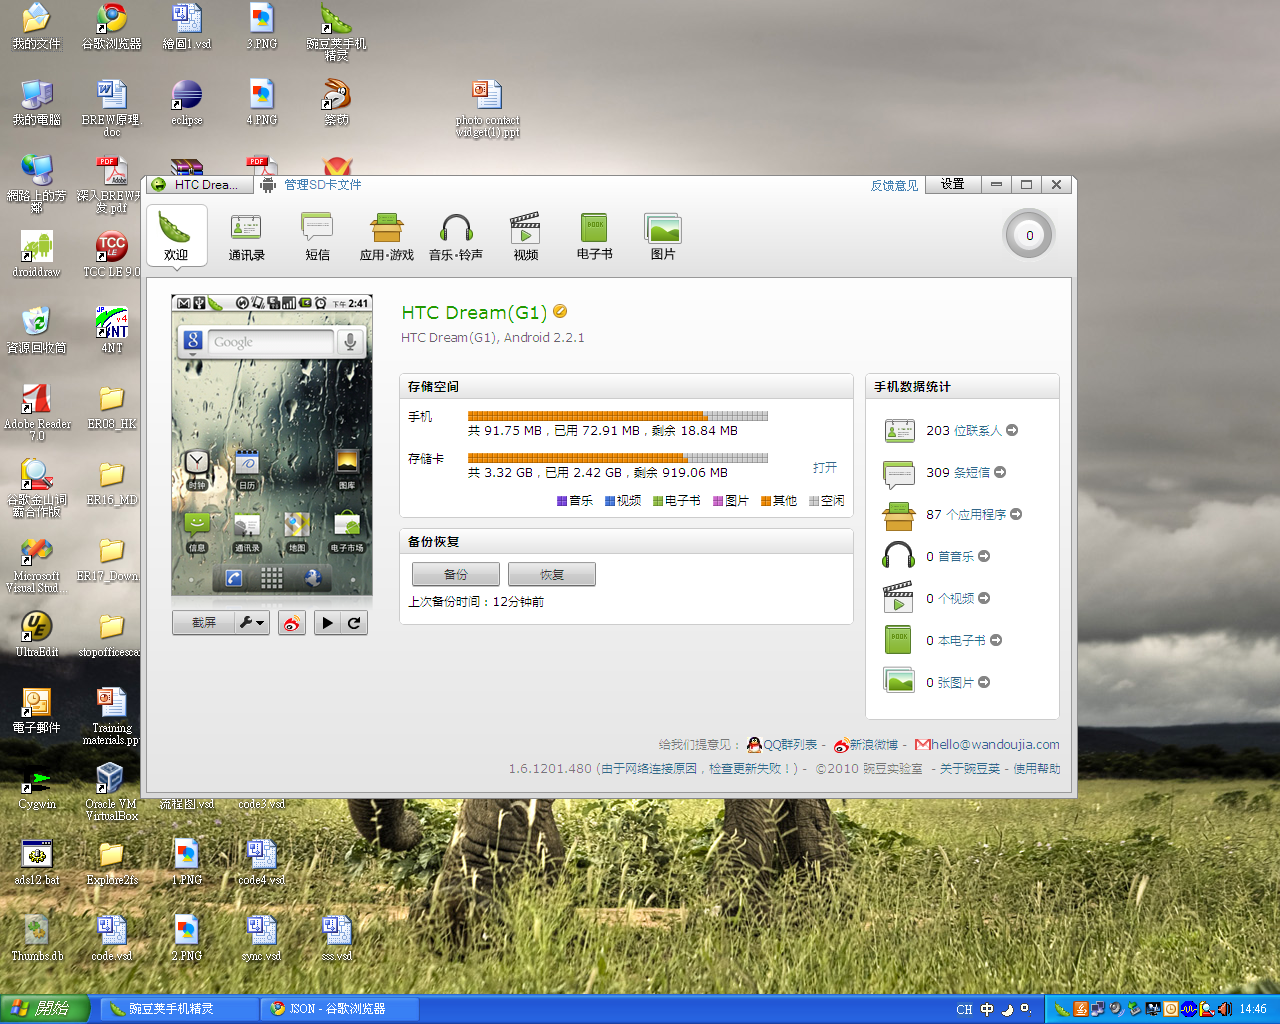 我的文件
谷歌浏览器
繪圖1.vsd
3.PNG
豌豆荚手机
精灵
我的電腦
BREW原理.
doc
eclipse
4.PNG
photo contact
widget(1).ppt
網路上的芳
鄰
深入BREW开
发.pdf
droiddraw
TCC LE 9.0
資源回收筒
4NT
Adobe Reader
7.0
ER08_HK
谷歌金山词
霸合作版
ER16_MD
Microsoft
Visual Stud...
ER17_Down.
UltraEdit
stopofficesca
電子郵件
Training
materials.pp
Cygwin
Oracle VM
VirtualBox
流程图.vsd
code3.vsd
ads12.bat
Explore2fs
1.PNG
code4.vsd
Thumbs.db
code.vsd
2.PNG
sync.vsd
sss.vsd
HTC Drea...
管理SD卡文件
反馈意见
设置
欢迎
通讯录
短信
应用·游戏
音乐·铃声
视频
电子书
图片
0
下午 2:41
Google
时钟
日历
图库
信息
通讯录
地图
电子市场
截屏
HTC Dream(G1)
HTC Dream(G1), Android 2.2.1
存储空间
手机
共 91.75 MB，已用 72.91 MB，剩余 18.84 MB
存储卡
共 3.32 GB，已用 2.42 GB，剩余 919.06 MB
打开
音乐 视频 电子书 图片 其他 空闲
备份恢复
备份
恢复
上次备份时间：12分钟前
手机数据统计
203 位联系人
309 条短信
87 个应用程序
0 首音乐
0 个视频
0 本电子书
0 张图片
给我们提意见： QQ群列表 - 新浪微博 - hello@wandoujia.com
1.6.1201.480 (由于网络连接原因，检查更新失败！) - ©2010 豌豆实验室 - 关于豌豆荚 - 使用帮助
開始
豌豆荚手机精灵
JSON - 谷歌浏览器
CH 中
14:46